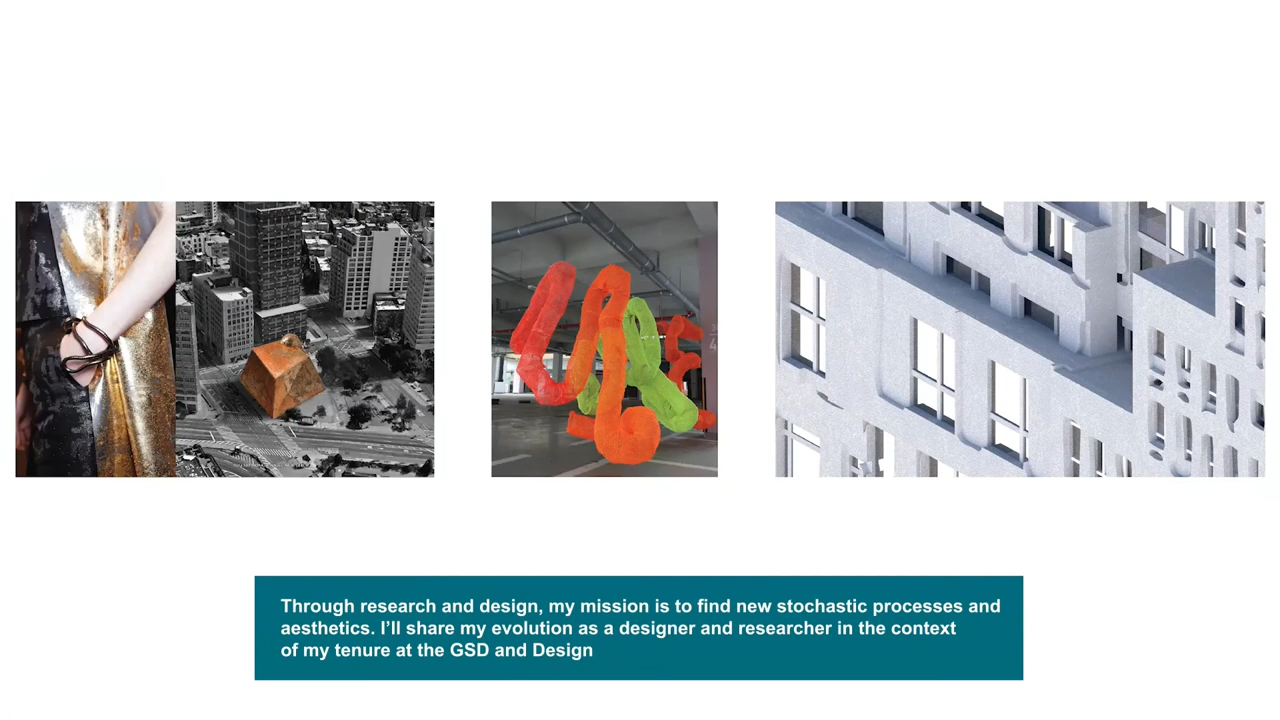 Through research and design, my mission is to find new stochastic processes and
aesthetics. I’ll share my evolution as a designer and researcher in the context
of my tenure at the GSD and Design